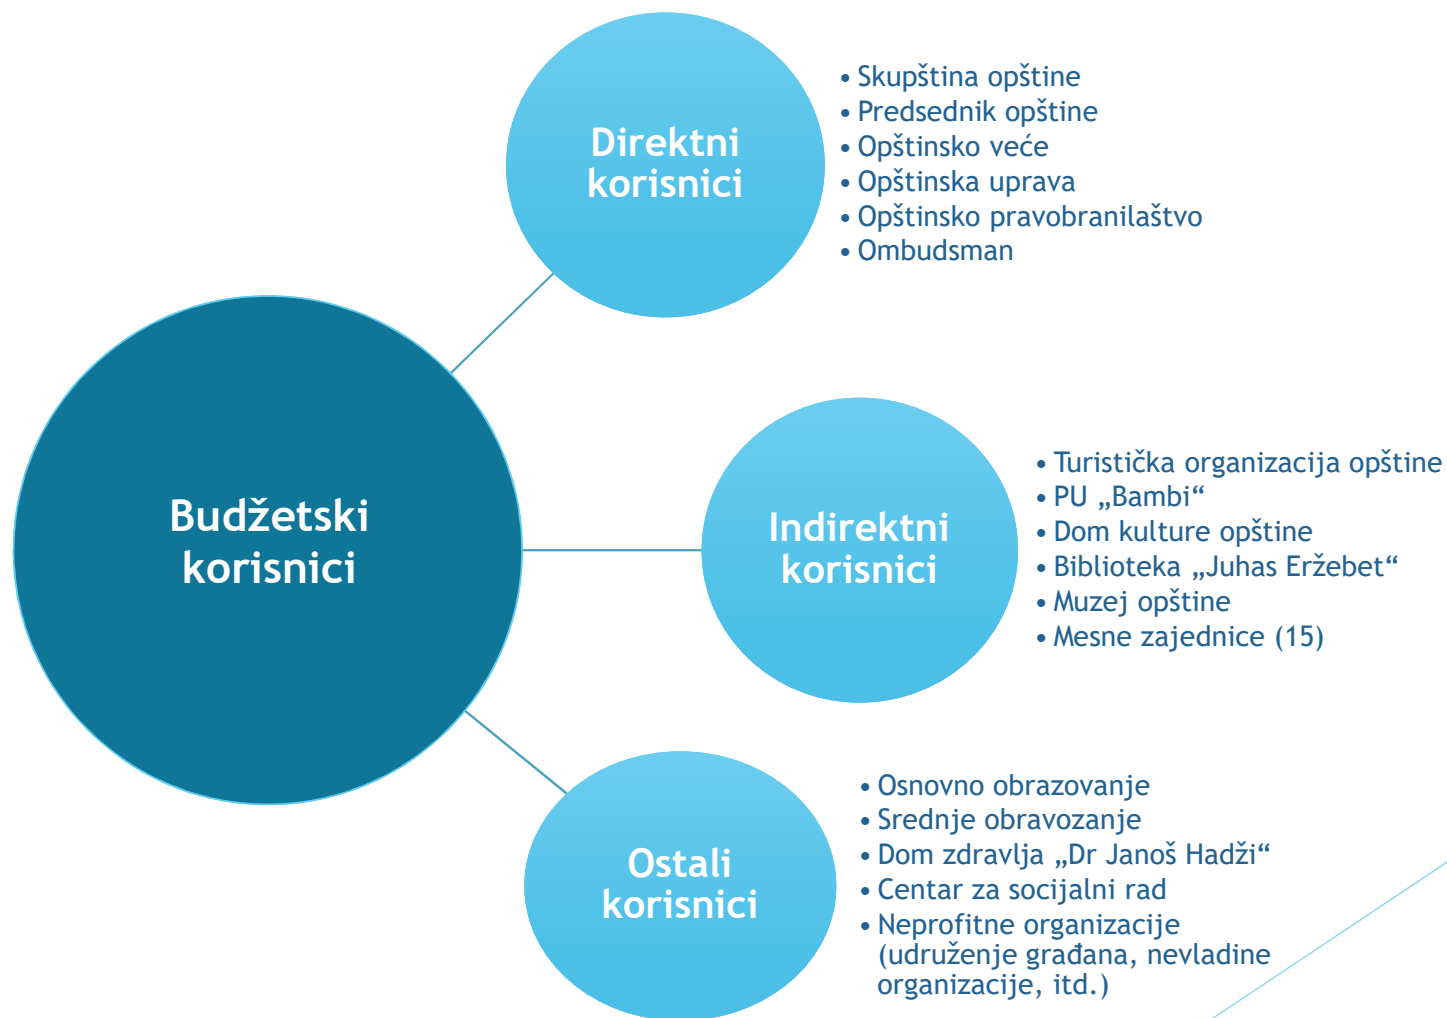 Budžetski
korisnici
Direktni
korisnici
• Skupština opštine
• Predsednik opštine
• Opštinsko veće
• Opštinska uprava
• Opštinsko pravobranilaštvo
• Ombudsman
Indirektni
korisnici
• Turistička organizacija opštine
• PU „Bambi“
• Dom kulture opštine
• Biblioteka „Juhas Eržebet“
• Muzej opštine
• Mesne zajednice (15)
Ostali
korisnici
• Osnovno obrazovanje
• Srednje obravozanje
• Dom zdravlja „Dr Janoš Hadži“
• Centar za socijalni rad
• Neprofitne organizacije
(udruženje građana, nevladine
organizacije, itd.)